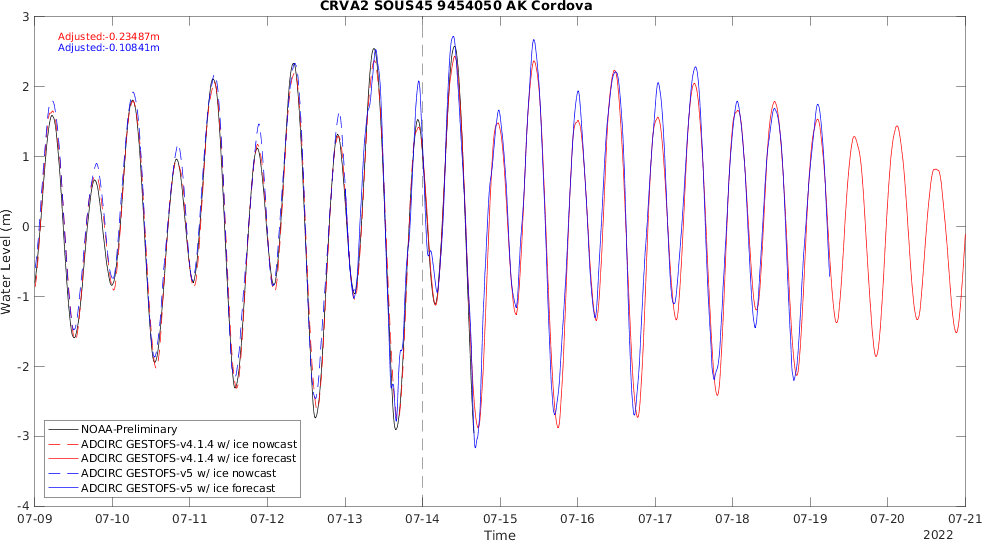 CRVA2 SOUS45 9454050 AK Cordova
Adjusted:-0.23487m
Adjusted:-0.10841m
3
2
1
0
-1
-2
-3
-4
Water Level (m)
NOAA-Preliminary
ADCIRC GESTOFS-v4.1.4 w/ ice nowcast
ADCIRC GESTOFS-v4.1.4 w/ ice forecast
ADCIRC GESTOFS-v5 w/ ice nowcast
ADCIRC GESTOFS-v5 w/ ice forecast
07-09 07-10 07-11 07-12 07-13 07-14 07-15 07-16 07-17 07-18 07-19 07-20 07-21
Time
2022